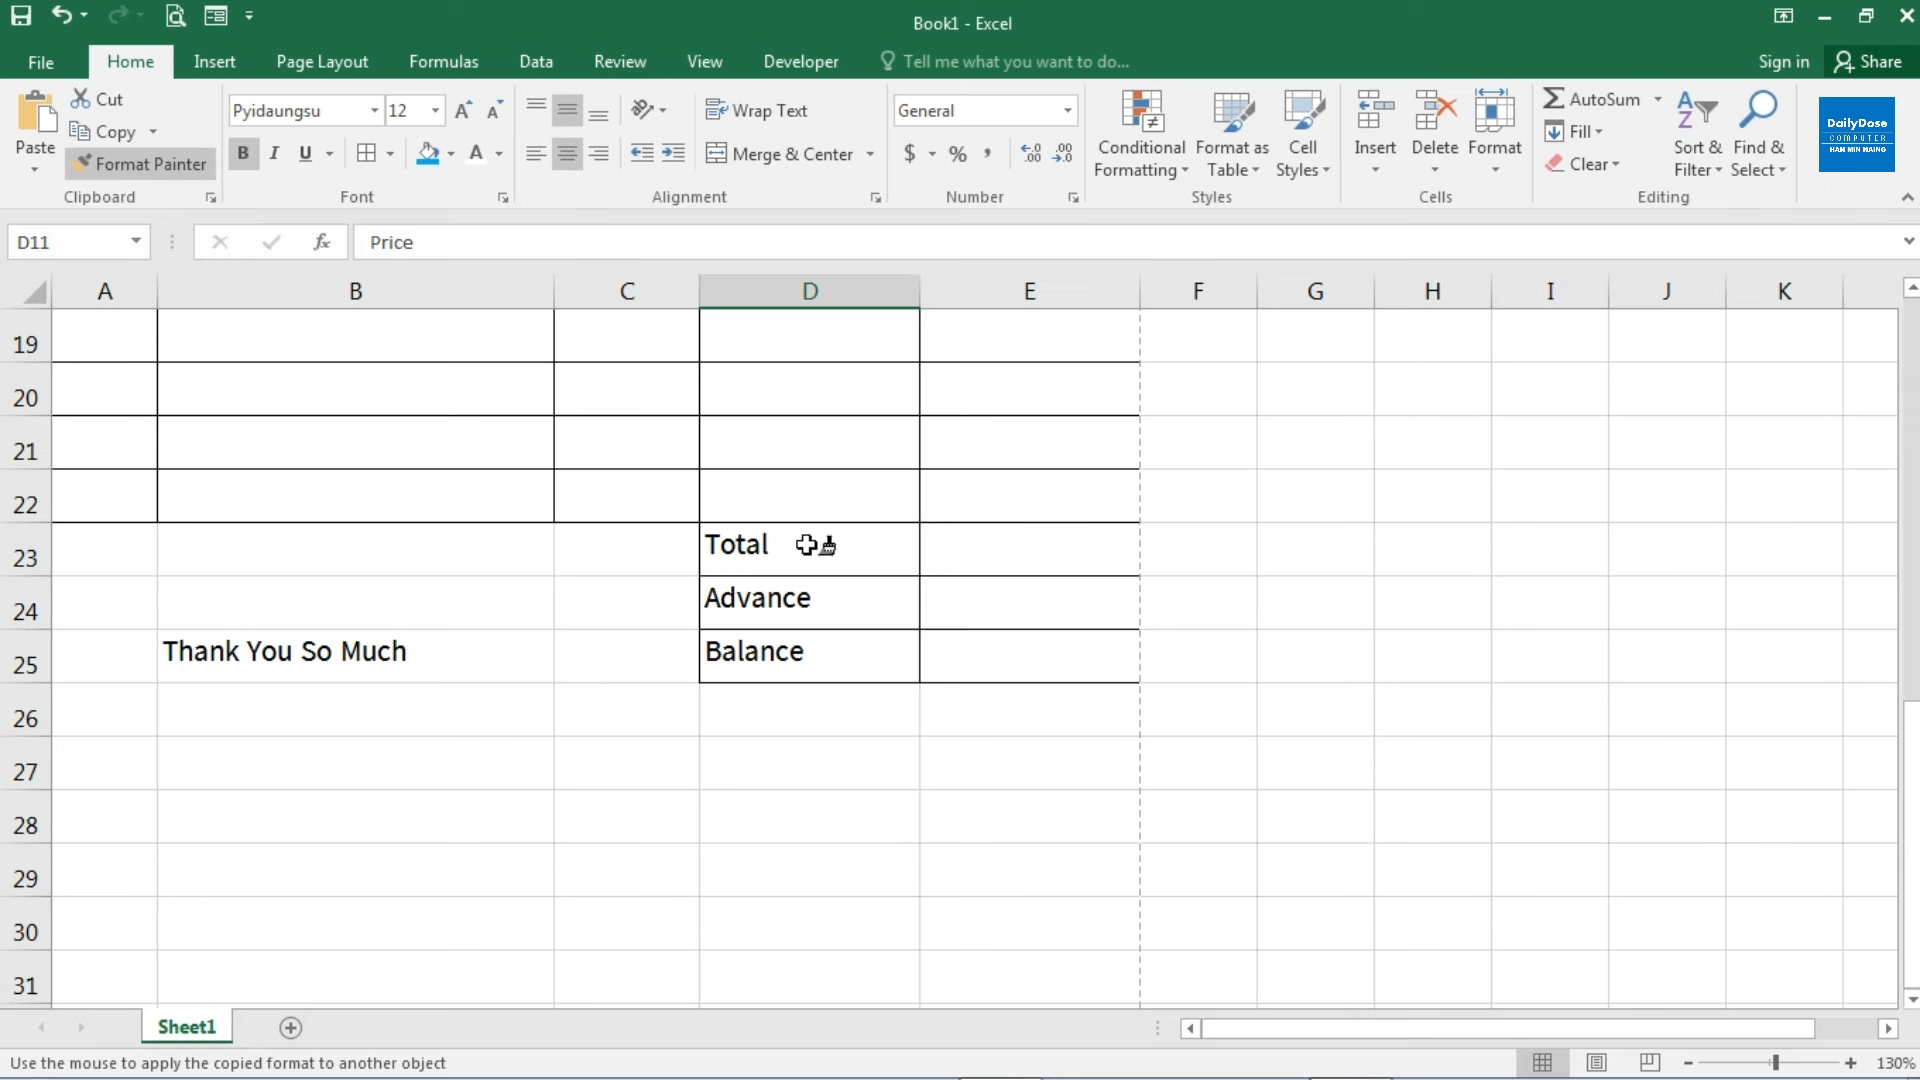 Book1 - Excel
File Home Insert Page Layout Formulas Data Review View Developer Tell me what you want to do... Sign in Share
Paste
Cut
Copy
Format Painter
Clipboard
Pyidaungsu 12
B I U
Font
Wrap Text
Merge & Center
Alignment
General
$ % ,
Number
Conditional Formatting
Format as Table
Cell Styles
Styles
Insert Delete Format
Cells
AutoSum
Fill
Clear
Sort & Filter
Find & Select
Editing
DailyDose
COMPUTER
HAN MIN NAING
D11 fx Price
A B C D E F G H I J K
19
20
21
22
23 Total
24 Advance
25 Thank You So Much Balance
26
27
28
29
30
31
Sheet1
Use the mouse to apply the copied format to another object 130%